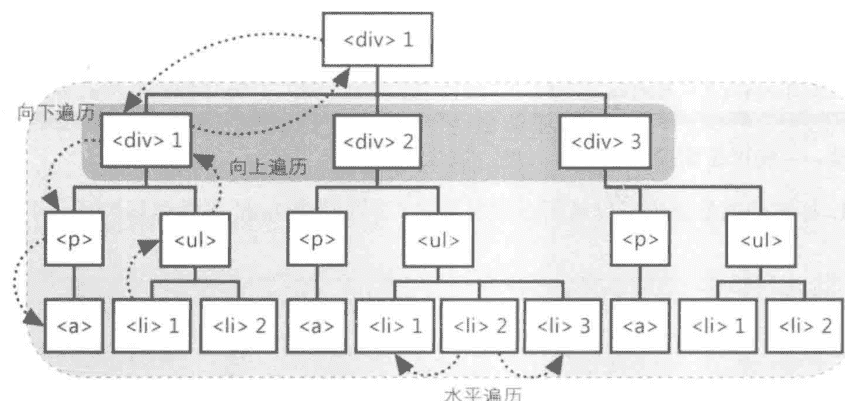 <div> 1
向下遍历
<div> 1
<div> 2
<div> 3
向上遍历
<p>
<ul>
<p>
<ul>
<p>
<ul>
<a>
<li> 1
<li> 2
<a>
<li> 1
<li> 2
<li> 3
<a>
<li> 1
<li> 2
水平遍历